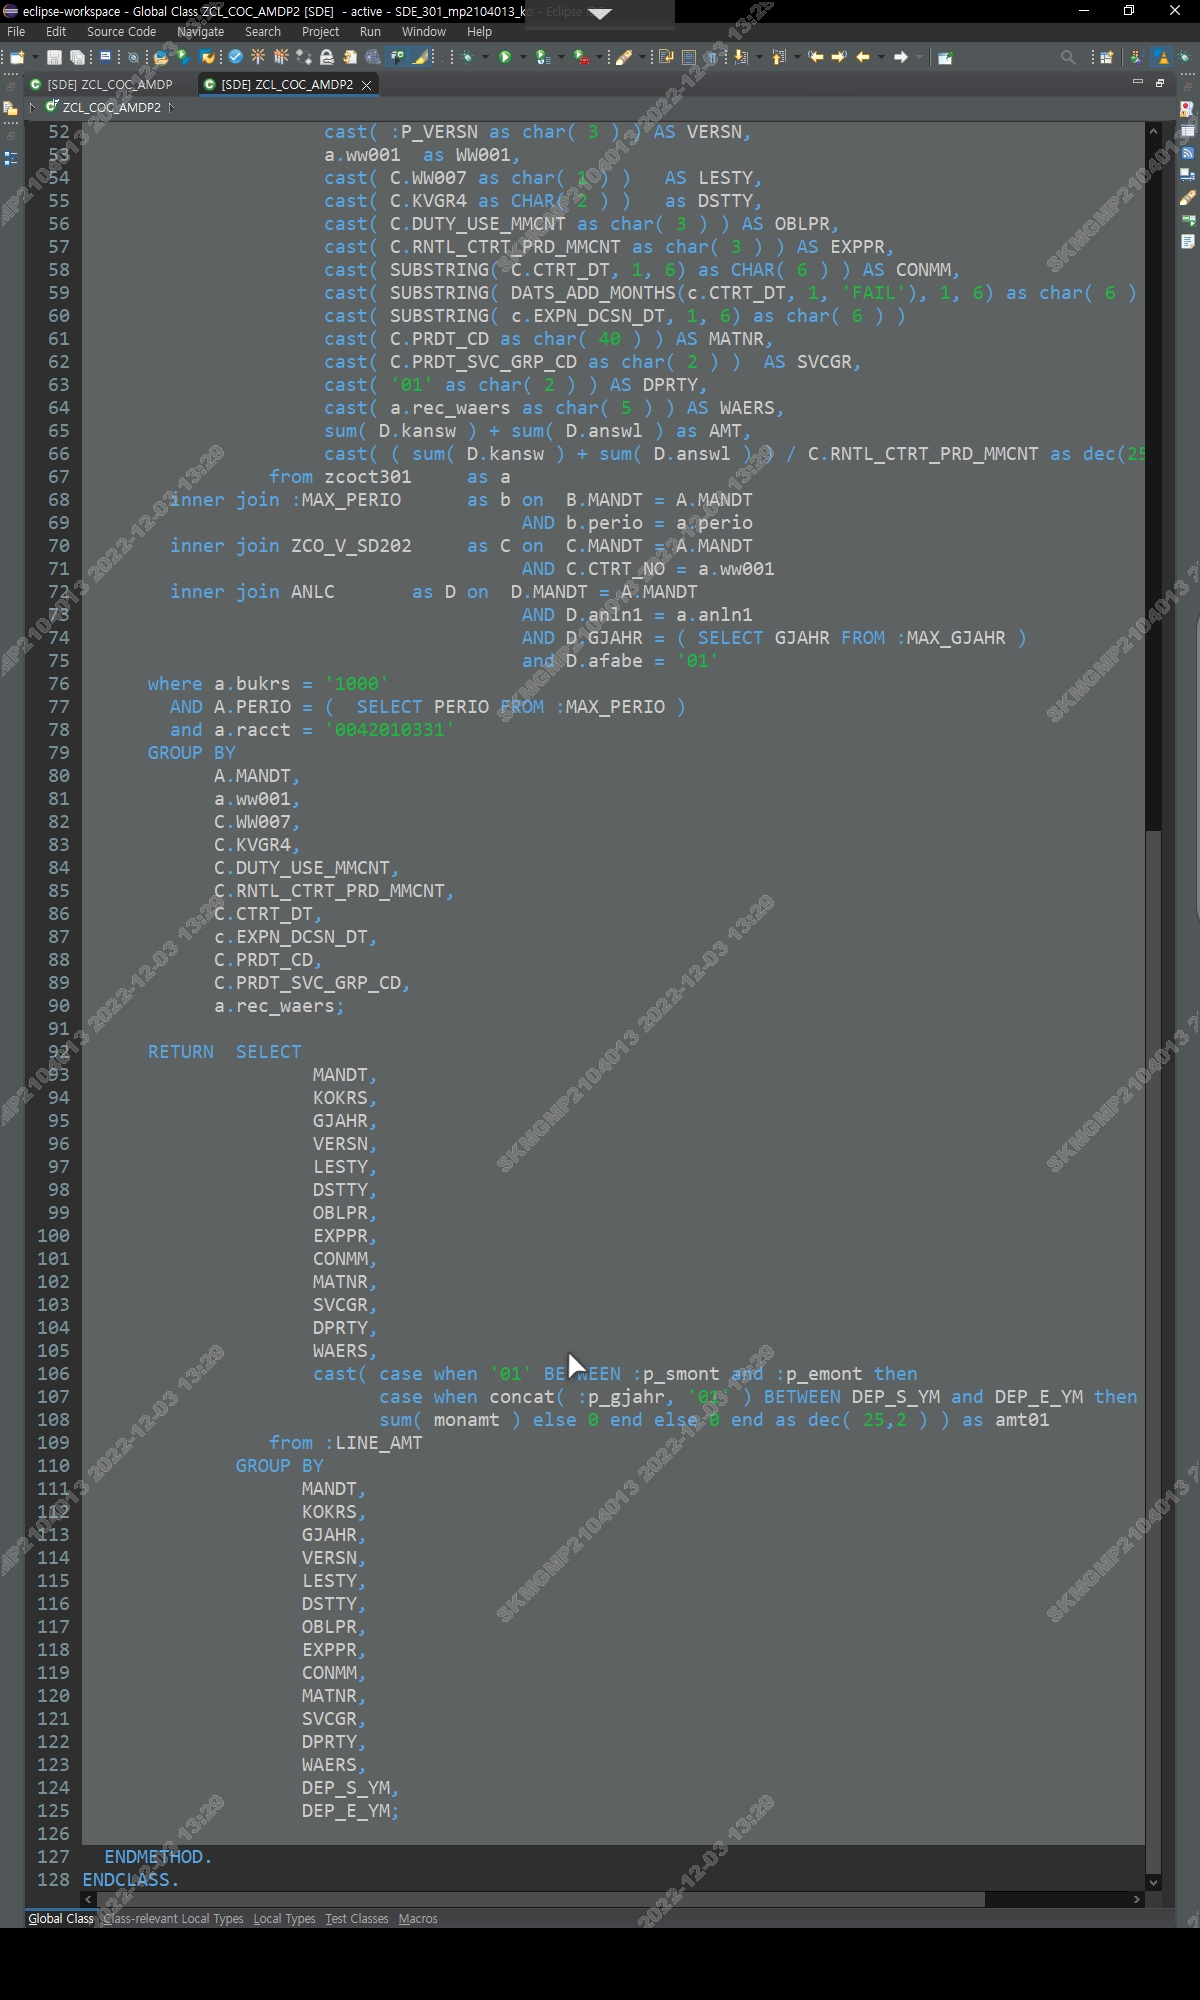 eclipse-workspace - Global Class ZCL_COC_AMDP2 [SDE]  - active - SDE_301_mp2104013_k
File Edit Source Code Navigate Search Project Run Window Help
[SDE] ZCL_COC_AMDP [SDE] ZCL_COC_AMDP2
ZCL_COC_AMDP2
52 cast( :P_VERSN as char( 3 ) ) AS VERSN,
53 a.ww001  as WW001,
54 cast( C.WW007 as char( 1 ) )   AS LESTY,
55 cast( C.KVGR4 as CHAR( 2 ) )   as DSTTY,
56 cast( C.DUTY_USE_MMCNT as char( 3 ) ) AS OBLPR,
57 cast( C.RNTL_CTRT_PRD_MMCNT as char( 3 ) ) AS EXPPR,
58 cast( SUBSTRING( c.CTRT_DT, 1, 6) as CHAR( 6 ) ) AS CONMM,
59 cast( SUBSTRING( DATS_ADD_MONTHS(c.CTRT_DT, 1, 'FAIL'), 1, 6) as char( 6 )
60 cast( SUBSTRING( c.EXPN_DCSN_DT, 1, 6) as char( 6 ) )
61 cast( C.PRDT_CD as char( 40 ) ) AS MATNR,
62 cast( C.PRDT_SVC_GRP_CD as char( 2 ) )  AS SVCGR,
63 cast( '01' as char( 2 ) ) AS DPRTY,
64 cast( a.rec_waers as char( 5 ) ) AS WAERS,
65 sum( D.kansw ) + sum( D.answl ) as AMT,
66 cast( ( sum( D.kansw ) + sum( D.answl ) ) / C.RNTL_CTRT_PRD_MMCNT as dec(25
67 from zcoct301     as a
68 inner join :MAX_PERIO      as b on  B.MANDT = A.MANDT
69 AND b.perio = a.perio
70 inner join ZCO_V_SD202     as C on  C.MANDT = A.MANDT
71 AND C.CTRT_NO = a.ww001
72 inner join ANLC       as D on  D.MANDT = A.MANDT
73 AND D.anln1 = a.anln1
74 AND D.GJAHR = ( SELECT GJAHR FROM :MAX_GJAHR )
75 and D.afabe = '01'
76 where a.bukrs = '1000'
77 AND A.PERIO = (  SELECT PERIO FROM :MAX_PERIO )
78 and a.racct = '0042010331'
79 GROUP BY
80 A.MANDT,
81 a.ww001,
82 C.WW007,
83 C.KVGR4,
84 C.DUTY_USE_MMCNT,
85 C.RNTL_CTRT_PRD_MMCNT,
86 C.CTRT_DT,
87 c.EXPN_DCSN_DT,
88 C.PRDT_CD,
89 C.PRDT_SVC_GRP_CD,
90 a.rec_waers;
91
92 RETURN  SELECT
93 MANDT,
94 KOKRS,
95 GJAHR,
96 VERSN,
97 LESTY,
98 DSTTY,
99 OBLPR,
100 EXPPR,
101 CONMM,
102 MATNR,
103 SVCGR,
104 DPRTY,
105 WAERS,
106 cast( case when '01' BETWEEN :p_smont and :p_emont then
107 case when concat( :p_gjahr, '01' ) BETWEEN DEP_S_YM and DEP_E_YM then
108 sum( monamt ) else 0 end else 0 end as dec( 25,2 ) ) as amt01
109 from :LINE_AMT
110 GROUP BY
111 MANDT,
112 KOKRS,
113 GJAHR,
114 VERSN,
115 LESTY,
116 DSTTY,
117 OBLPR,
118 EXPPR,
119 CONMM,
120 MATNR,
121 SVCGR,
122 DPRTY,
123 WAERS,
124 DEP_S_YM,
125 DEP_E_YM;
126
127 ENDMETHOD.
128 ENDCLASS.
Global Class Class-relevant Local Types Local Types Test Classes Macros
SKMGMP2104013 2022-12-03 13:29